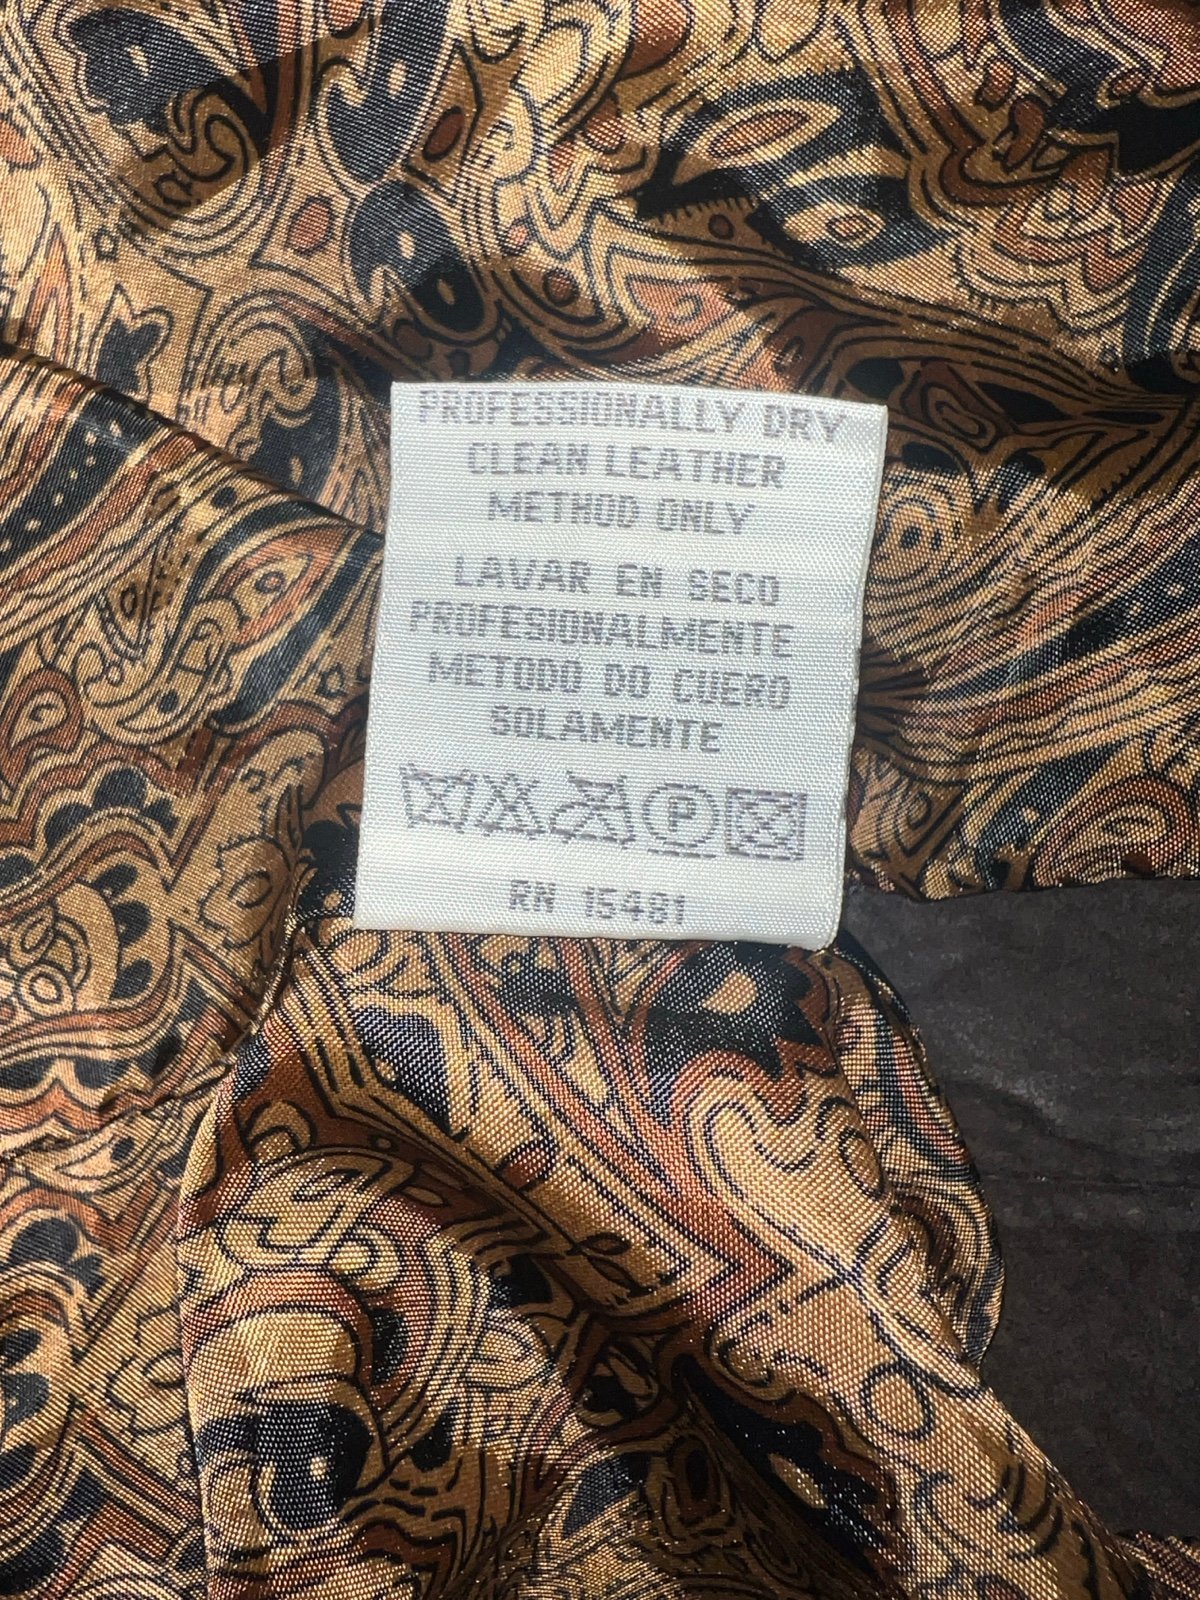 PROFESSIONALLY DRY
CLEAN LEATHER
METHOD ONLY
LAVAR EN SECO
PROFESIONALMENTE
METODO DO CUERO
SOLAMENTE
P
RN 15481